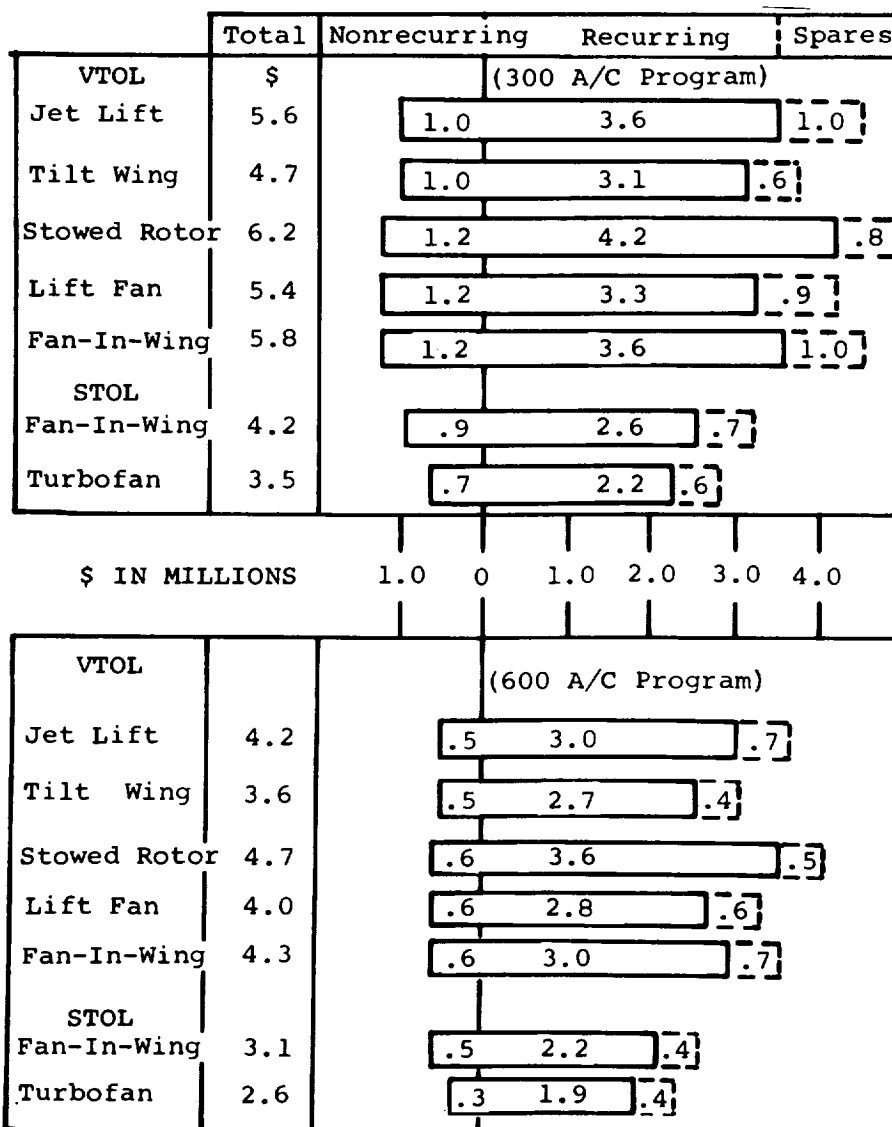 Total Nonrecurring Recurring Spares
VTOL $ (300 A/C Program)
Jet Lift 5.6 1.0 3.6 1.0
Tilt Wing 4.7 1.0 3.1 .6
Stowed Rotor 6.2 1.2 4.2 .8
Lift Fan 5.4 1.2 3.3 .9
Fan-In-Wing 5.8 1.2 3.6 1.0
STOL
Fan-In-Wing 4.2 .9 2.6 .7
Turbofan 3.5 .7 2.2 .6
$ IN MILLIONS 1.0 0 1.0 2.0 3.0 4.0
VTOL
(600 A/C Program)
Jet Lift 4.2 .5 3.0 .7
Tilt Wing 3.6 .5 2.7 .4
Stowed Rotor 4.7 .6 3.6 .5
Lift Fan 4.0 .6 2.8 .6
Fan-In-Wing 4.3 .6 3.0 .7
STOL
Fan-In-Wing 3.1 .5 2.2 .4
Turbofan 2.6 .3 1.9 .4